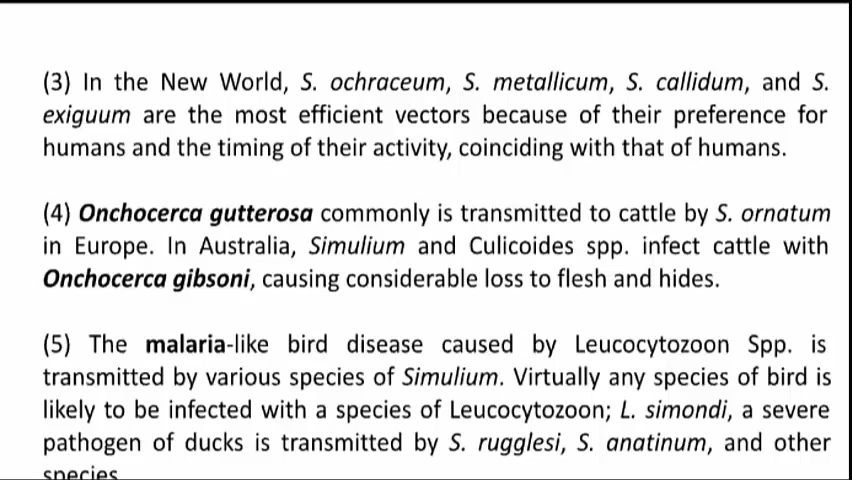 (3) In the New World, S. ochraceum, S. metallicum, S. callidum, and S.
exiguum are the most efficient vectors because of their preference for
humans and the timing of their activity, coinciding with that of humans.
(4) Onchocerca gutterosa commonly is transmitted to cattle by S. ornatum
in Europe. In Australia, Simulium and Culicoides spp. infect cattle with
Onchocerca gibsoni, causing considerable loss to flesh and hides.
(5) The malaria-like bird disease caused by Leucocytozoon Spp. is
transmitted by various species of Simulium. Virtually any species of bird is
likely to be infected with a species of Leucocytozoon; L. simondi, a severe
pathogen of ducks is transmitted by S. rugglesi, S. anatinum, and other
species